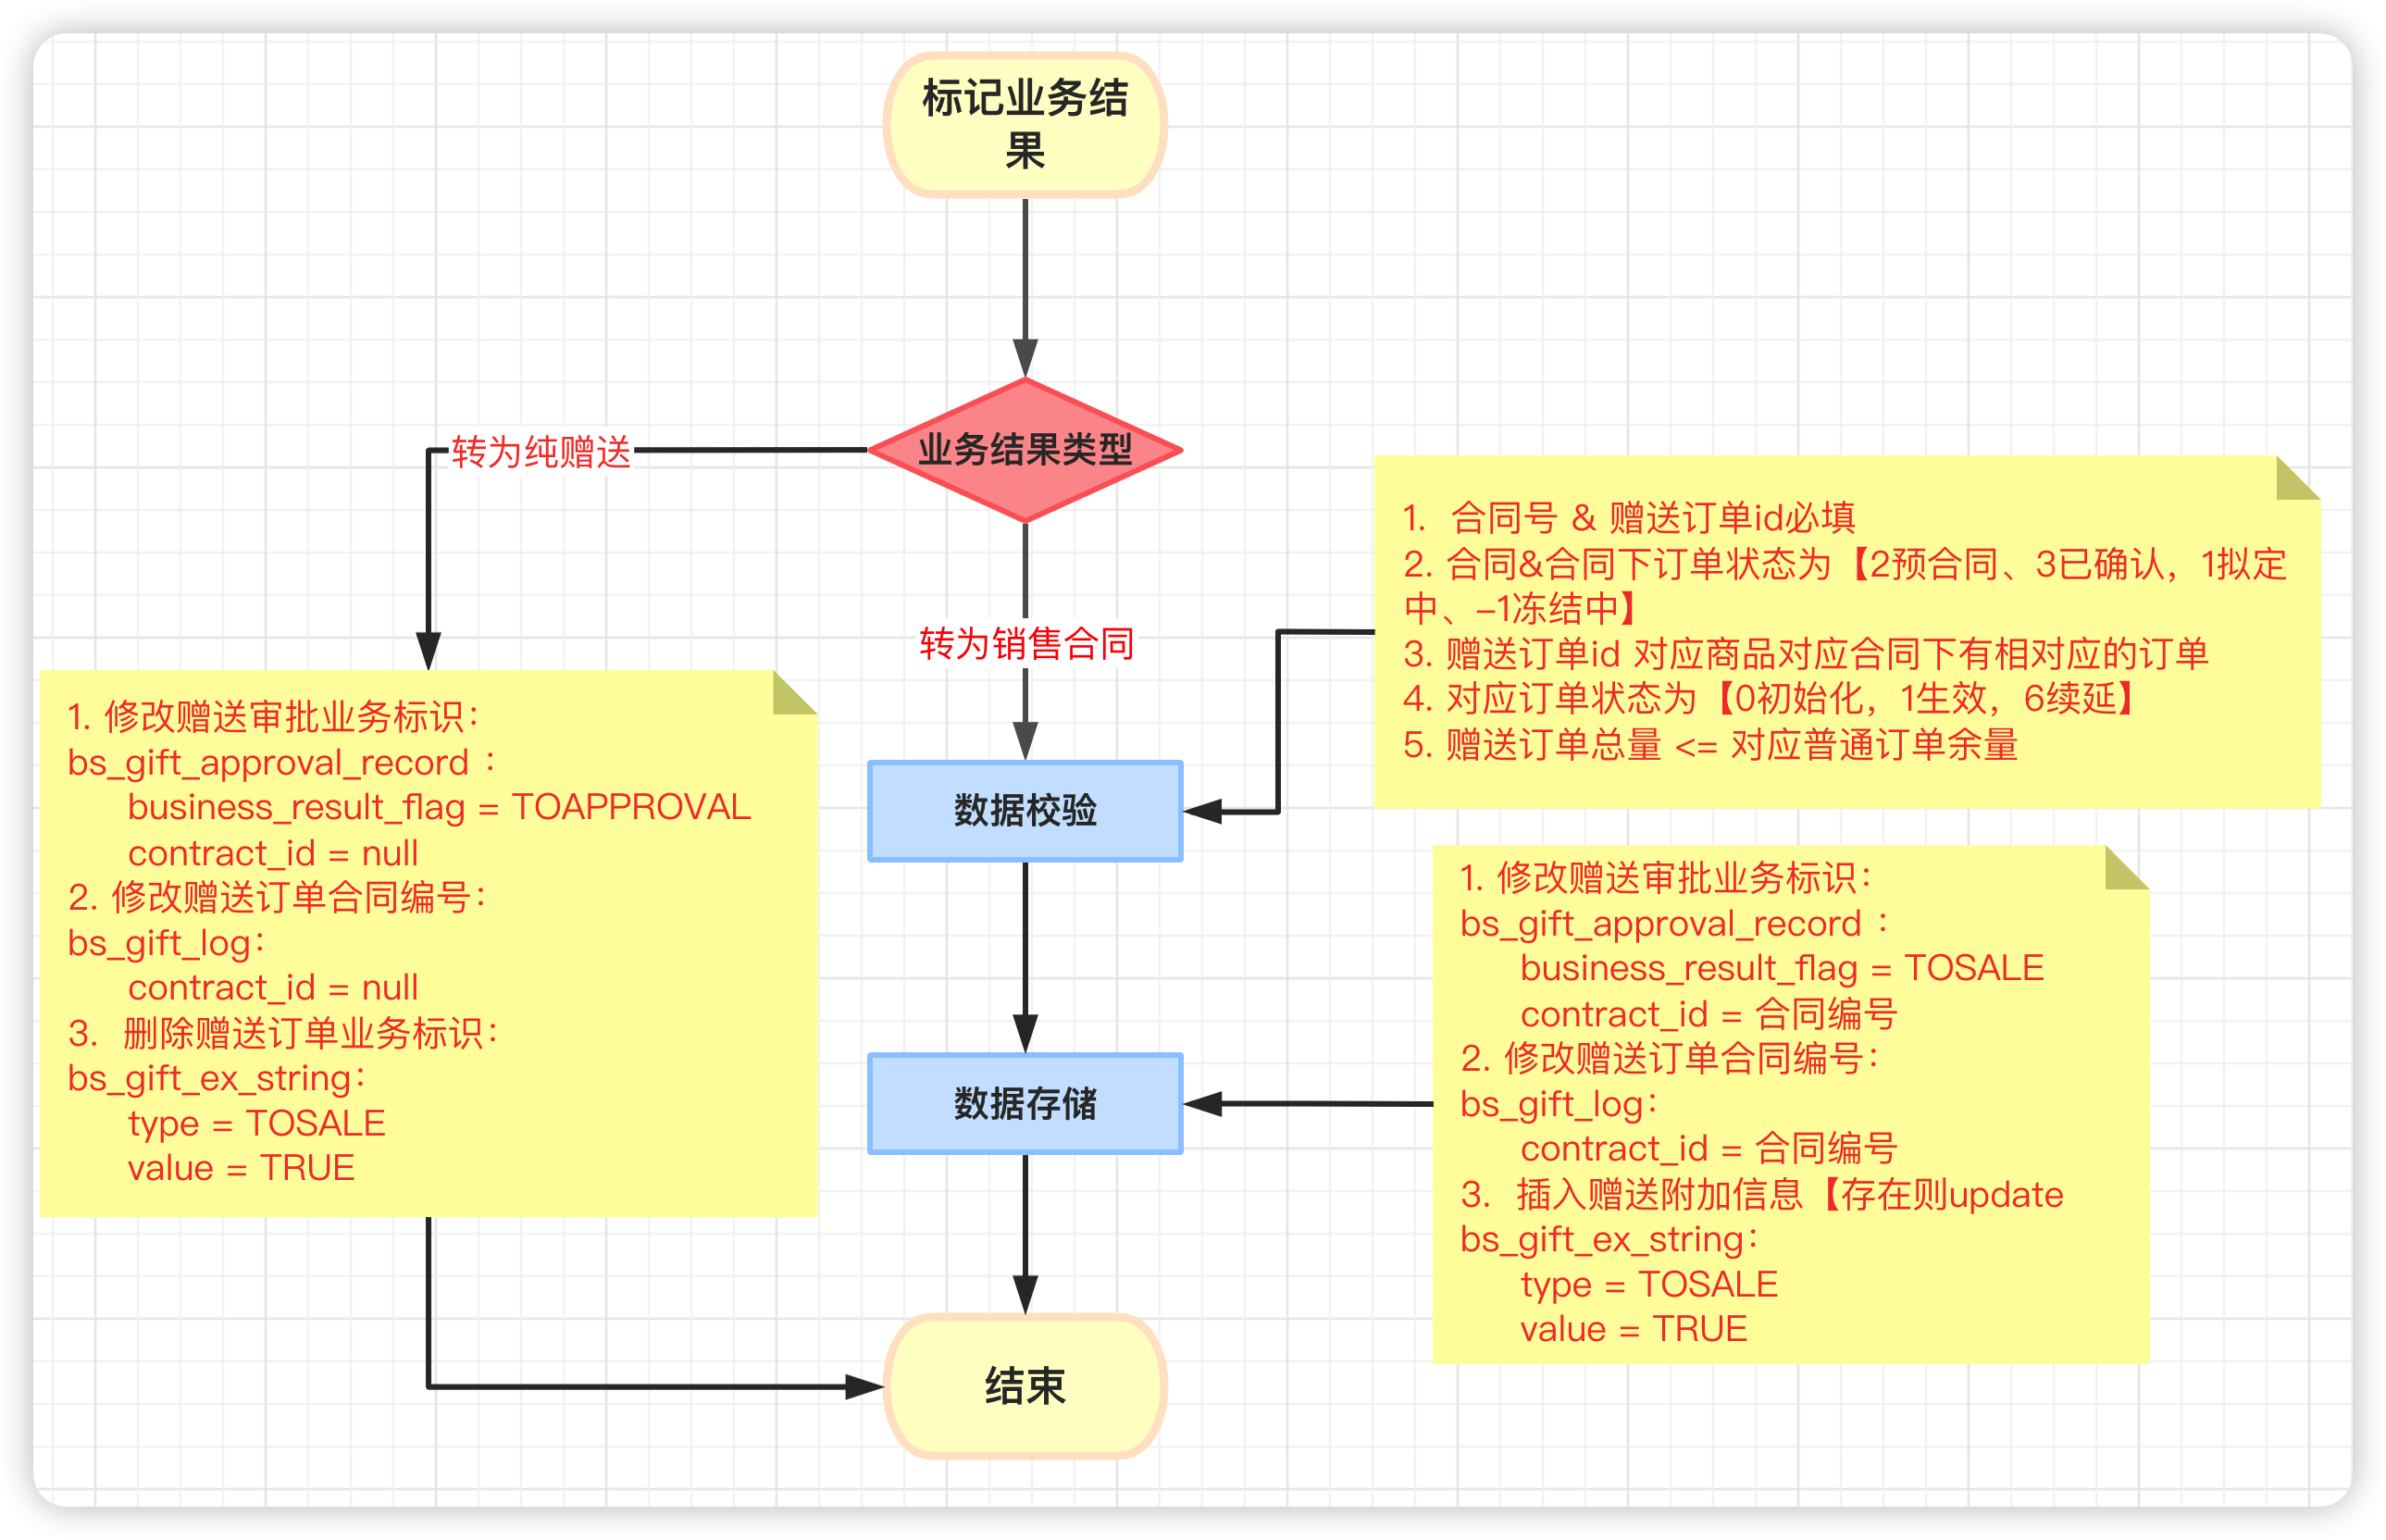 标记业务结
果
业务结果类型
转为纯赠送
转为销售合同
1.  合同号 & 赠送订单id必填
2. 合同&合同下订单状态为【2预合同、3已确认，1拟定
中、-1冻结中】
3. 赠送订单id 对应商品对应合同下有相对应的订单
4. 对应订单状态为【0初始化，1生效，6续延】
5. 赠送订单总量 <= 对应普通订单余量
1. 修改赠送审批业务标识：
bs_gift_approval_record：
business_result_flag = TOAPPROVAL
contract_id = null
2. 修改赠送订单合同编号：
bs_gift_log：
contract_id = null
3.  删除赠送订单业务标识：
bs_gift_ex_string：
type = TOSALE
value = TRUE
数据校验
数据存储
1. 修改赠送审批业务标识：
bs_gift_approval_record：
business_result_flag = TOSALE
contract_id = 合同编号
2. 修改赠送订单合同编号：
bs_gift_log：
contract_id = 合同编号
3.  插入赠送附加信息【存在则update
bs_gift_ex_string：
type = TOSALE
value = TRUE
结束